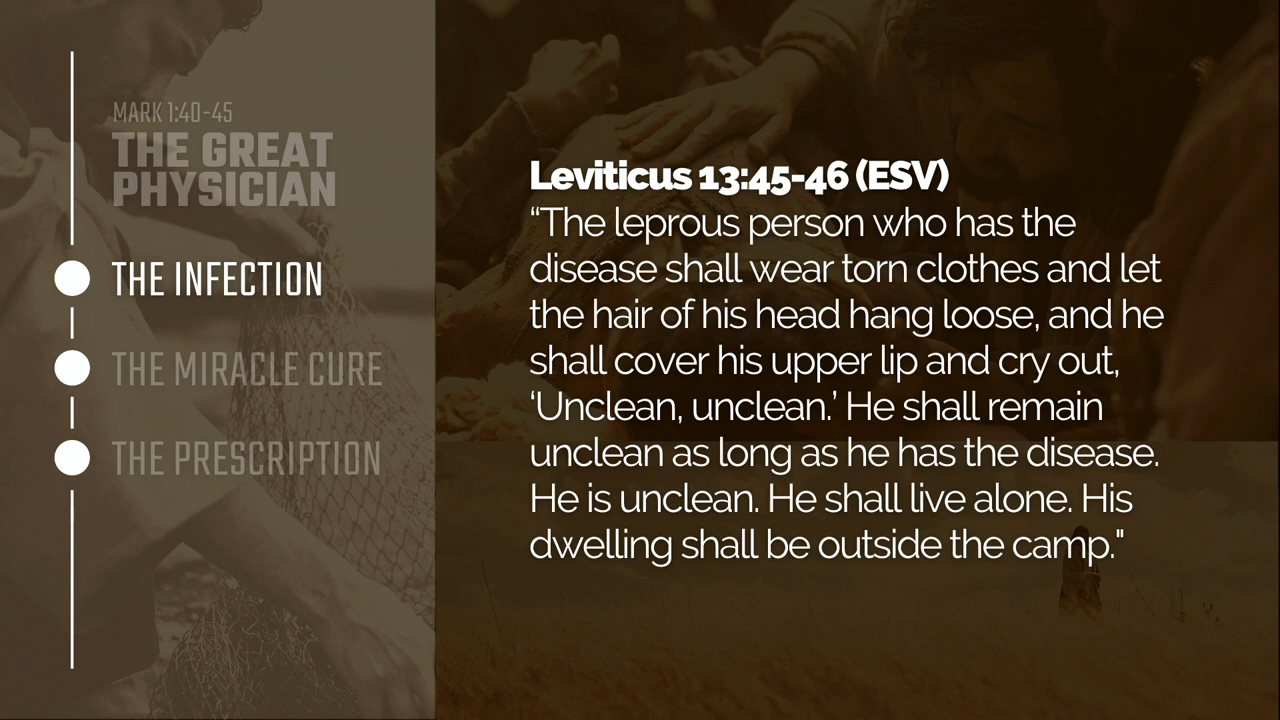 MARK 1:40-45
THE GREAT
PHYSICIAN
THE INFECTION
THE MIRACLE CURE
THE PRESCRIPTION
Leviticus 13:45-46 (ESV)
“The leprous person who has the
disease shall wear torn clothes and let
the hair of his head hang loose, and he
shall cover his upper lip and cry out,
‘Unclean, unclean.’ He shall remain
unclean as long as he has the disease.
He is unclean. He shall live alone. His
dwelling shall be outside the camp."